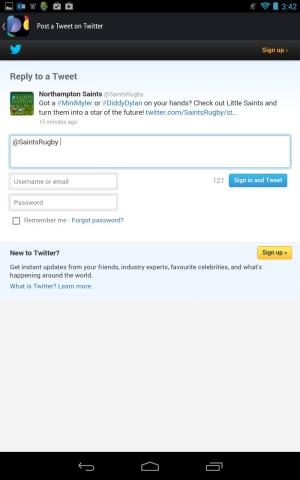 3:42
Post a Tweet on Twitter
Sign up ›
Reply to a Tweet
Northampton Saints @SaintsRugby
Got a #MiniMyler or #DiddyDylan on your hands? Check out Little Saints and
turn them into a star of the future! twitter.com/SaintsRugby/st…
15 minutes ago
@SaintsRugby
Username or email
127 Sign in and Tweet
Password
Remember me · Forgot password?
New to Twitter? Sign up »
Get instant updates from your friends, industry experts, favourite celebrities, and what's
happening around the world.
What is Twitter? Learn more.